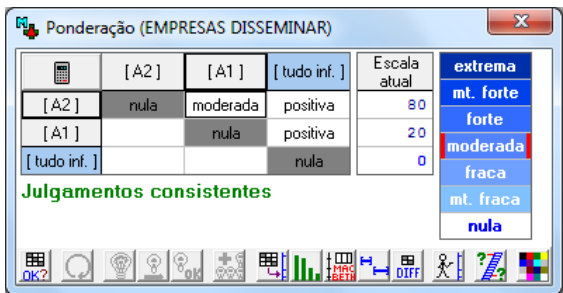 Ponderação (EMPRESAS DISSEMINAR)
[ A2 ] [ A1 ] [ tudo inf. ] Escala atual
[ A2 ] nula moderada positiva 80
[ A1 ] nula positiva 20
[ tudo inf. ] nula 0
extrema
mt. forte
forte
moderada
fraca
mt. fraca
nula
Julgamentos consistentes
OK? OK MAC BETH DIFF